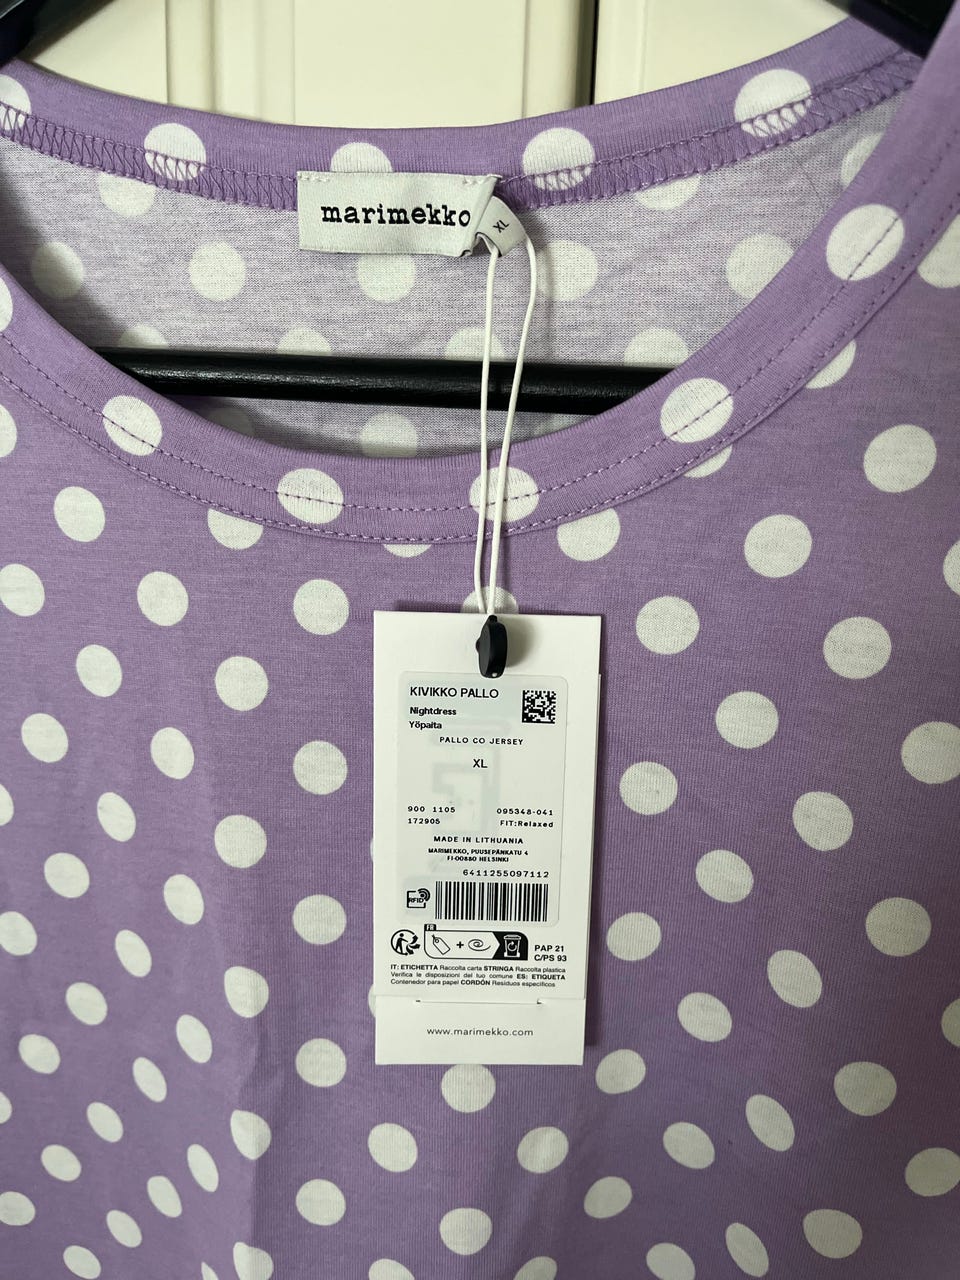 marimekko
XL
KIVIKKO PALLO
Nightdress
Yöpaita
PALLO CO JERSEY
XL
900 1105 095348-041
172905 FIT:Relaxed
MADE IN LITHUANIA
MARIMEKKO, PUUSEPÄNKATU 4
FI-00880 HELSINKI
6411255097112
RFID
FR
+
PAP 21
C/PS 93
IT: ETICHETTA Raccolta carta STRINGA Raccolta plastica
Verifica le disposizioni del tuo comune ES: ETIQUETA
Contenedor para papel CORDÓN Residuos específicos
www.marimekko.com